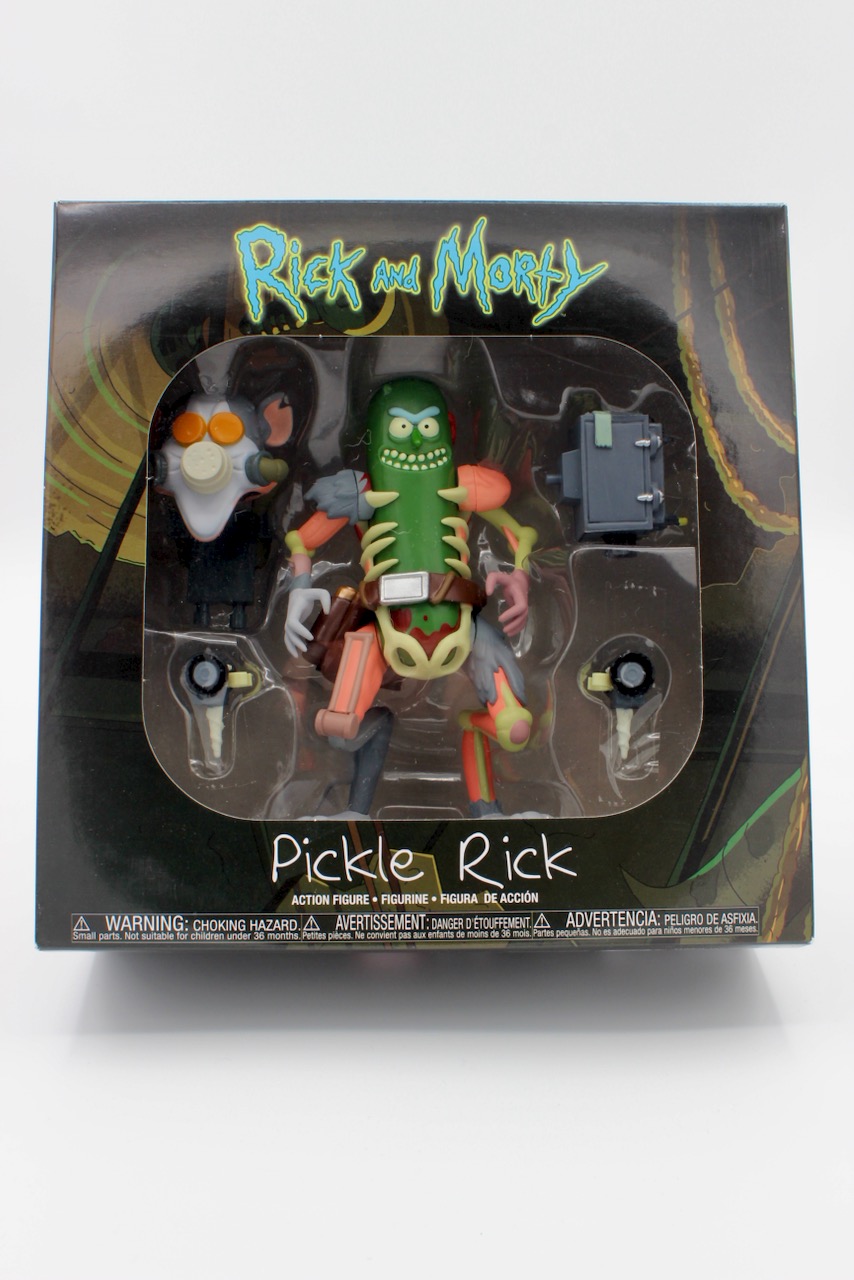 Rick and Morty
Pickle Rick
ACTION FIGURE • FIGURINE • FIGURA DE ACCIÓN
WARNING: CHOKING HAZARD.
Small parts. Not suitable for children under 36 months.
AVERTISSEMENT: DANGER D'ÉTOUFFEMENT.
Petites pièces. Ne convient pas aux enfants de moins de 36 mois.
ADVERTENCIA: PELIGRO DE ASFIXIA.
Partes pequeñas. No es adecuado para niños menores de 36 meses.